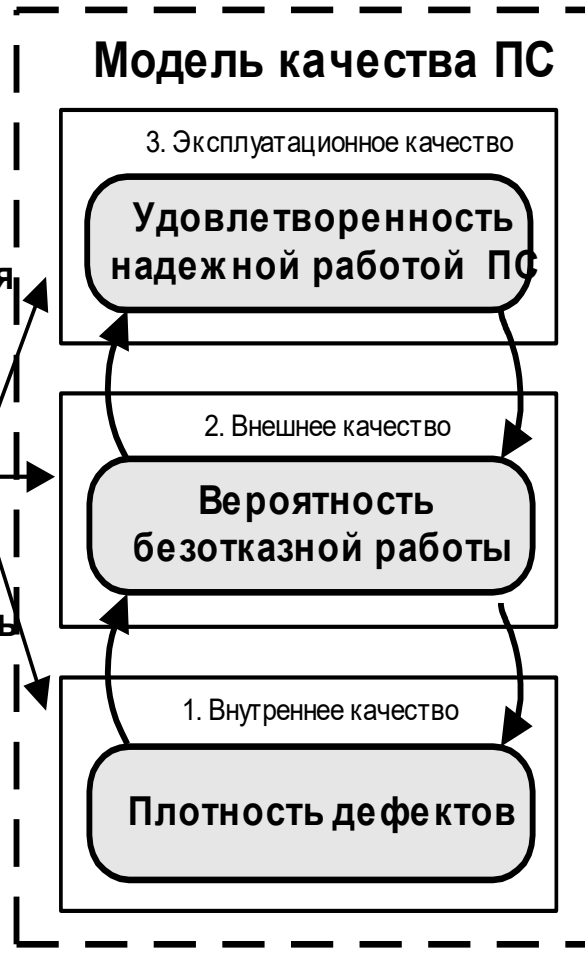 Модель качества ПС
3. Эксплуатационное качество
Удовлетворенность
надежной работой ПС
я
2. Внешнее качество
Вероятность
безотказной работы
ь
1. Внутреннее качество
Плотность дефектов